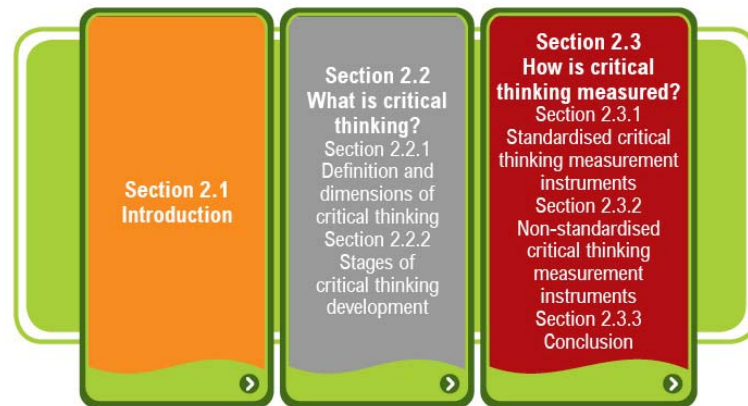 Section 2.1
Introduction
Section 2.2
What is critical
thinking?
Section 2.2.1
Definition and
dimensions of
critical thinking
Section 2.2.2
Stages of
critical thinking
development
Section 2.3
How is critical
thinking measured?
Section 2.3.1
Standardised critical
thinking measurement
instruments
Section 2.3.2
Non-standardised
critical thinking
measurement
instruments
Section 2.3.3
Conclusion